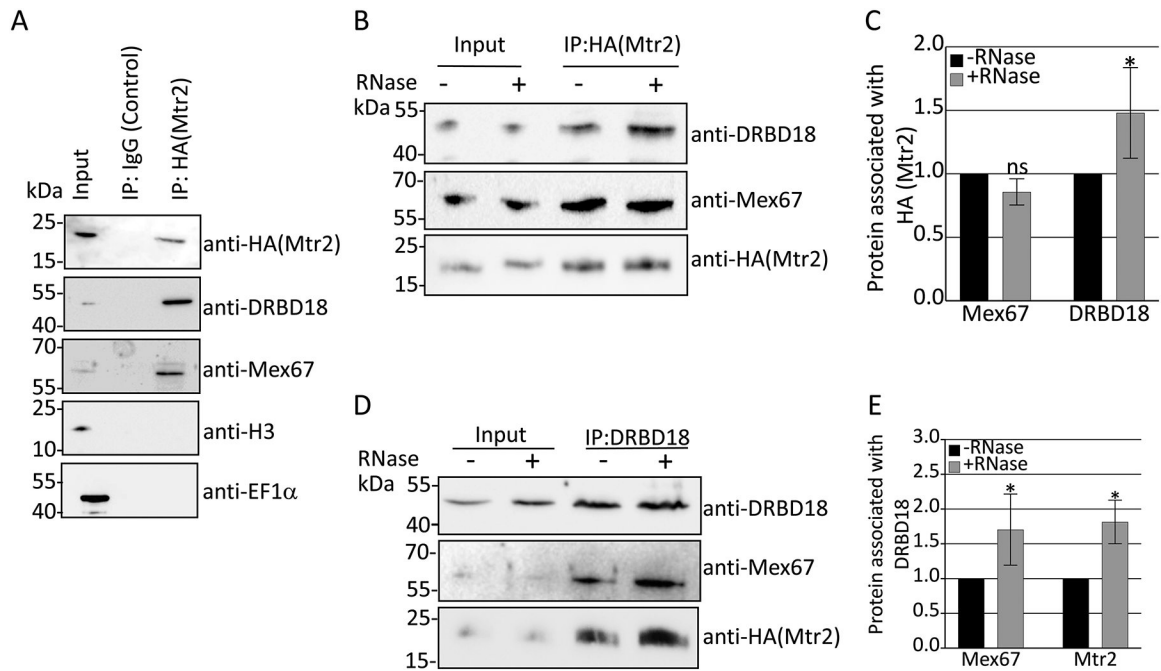 A
Input
IP: IgG (Control)
IP: HA(Mtr2)
kDa
25-
15-
anti-HA(Mtr2)
55-
40-
anti-DRBD18
70-
55-
anti-Mex67
25-
10-
anti-H3
55-
40-
anti-EF1α
B
Input IP:HA(Mtr2)
RNase - + - +
kDa
55-
40-
anti-DRBD18
70-
55-
anti-Mex67
25-
15-
anti-HA(Mtr2)
C
Protein associated with
HA (Mtr2)
2.0
1.5
1.0
0.5
0.0
-RNase
+RNase
ns
*
Mex67 DRBD18
D
Input IP:DRBD18
RNase - + - +
kDa
55-
40-
anti-DRBD18
70-
55-
anti-Mex67
25-
15-
anti-HA(Mtr2)
E
Protein associated with
DRBD18
3.0
2.5
2.0
1.5
1.0
0.5
0.0
-RNase
+RNase
*
*
Mex67 Mtr2